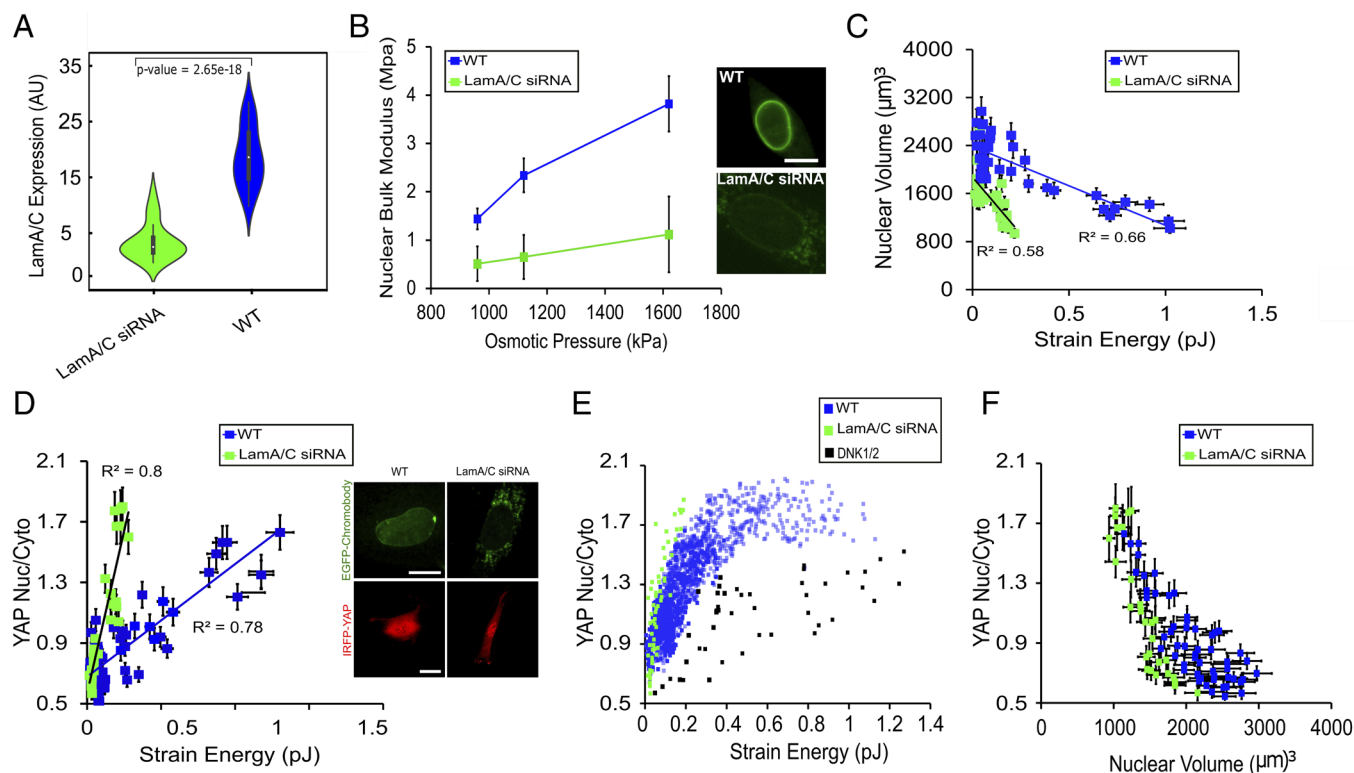 A
LamA/C Expression (AU)
35
25
15
5
0
p-value = 2.65e-18
LamA/C siRNA
WT
B
Nuclear Bulk Modulus (Mpa)
5
4
3
2
1
0
WT
LamA/C siRNA
800
1000
1200
1400
1600
1800
Osmotic Pressure (kPa)
WT
LamA/C siRNA
C
Nuclear Volume (µm)³
4000
3200
2400
1600
800
WT
LamA/C siRNA
R² = 0.58
R² = 0.66
0
0.5
1
1.5
Strain Energy (pJ)
D
YAP Nuc/Cyto
2.1
1.7
1.3
0.9
0.5
WT
LamA/C siRNA
R² = 0.8
R² = 0.78
0
0.5
1
1.5
Strain Energy (pJ)
WT
LamA/C siRNA
EGFP-Chromobody
IRFP-YAP
E
YAP Nuc/Cyto
2.1
1.7
1.3
0.9
0.5
WT
LamA/C siRNA
DNK1/2
0
0.2
0.4
0.6
0.8
1
1.2
1.4
Strain Energy (pJ)
F
YAP Nuc/Cyto
2.1
1.7
1.3
0.9
0.5
WT
LamA/C siRNA
0
1000
2000
3000
4000
Nuclear Volume (µm)³